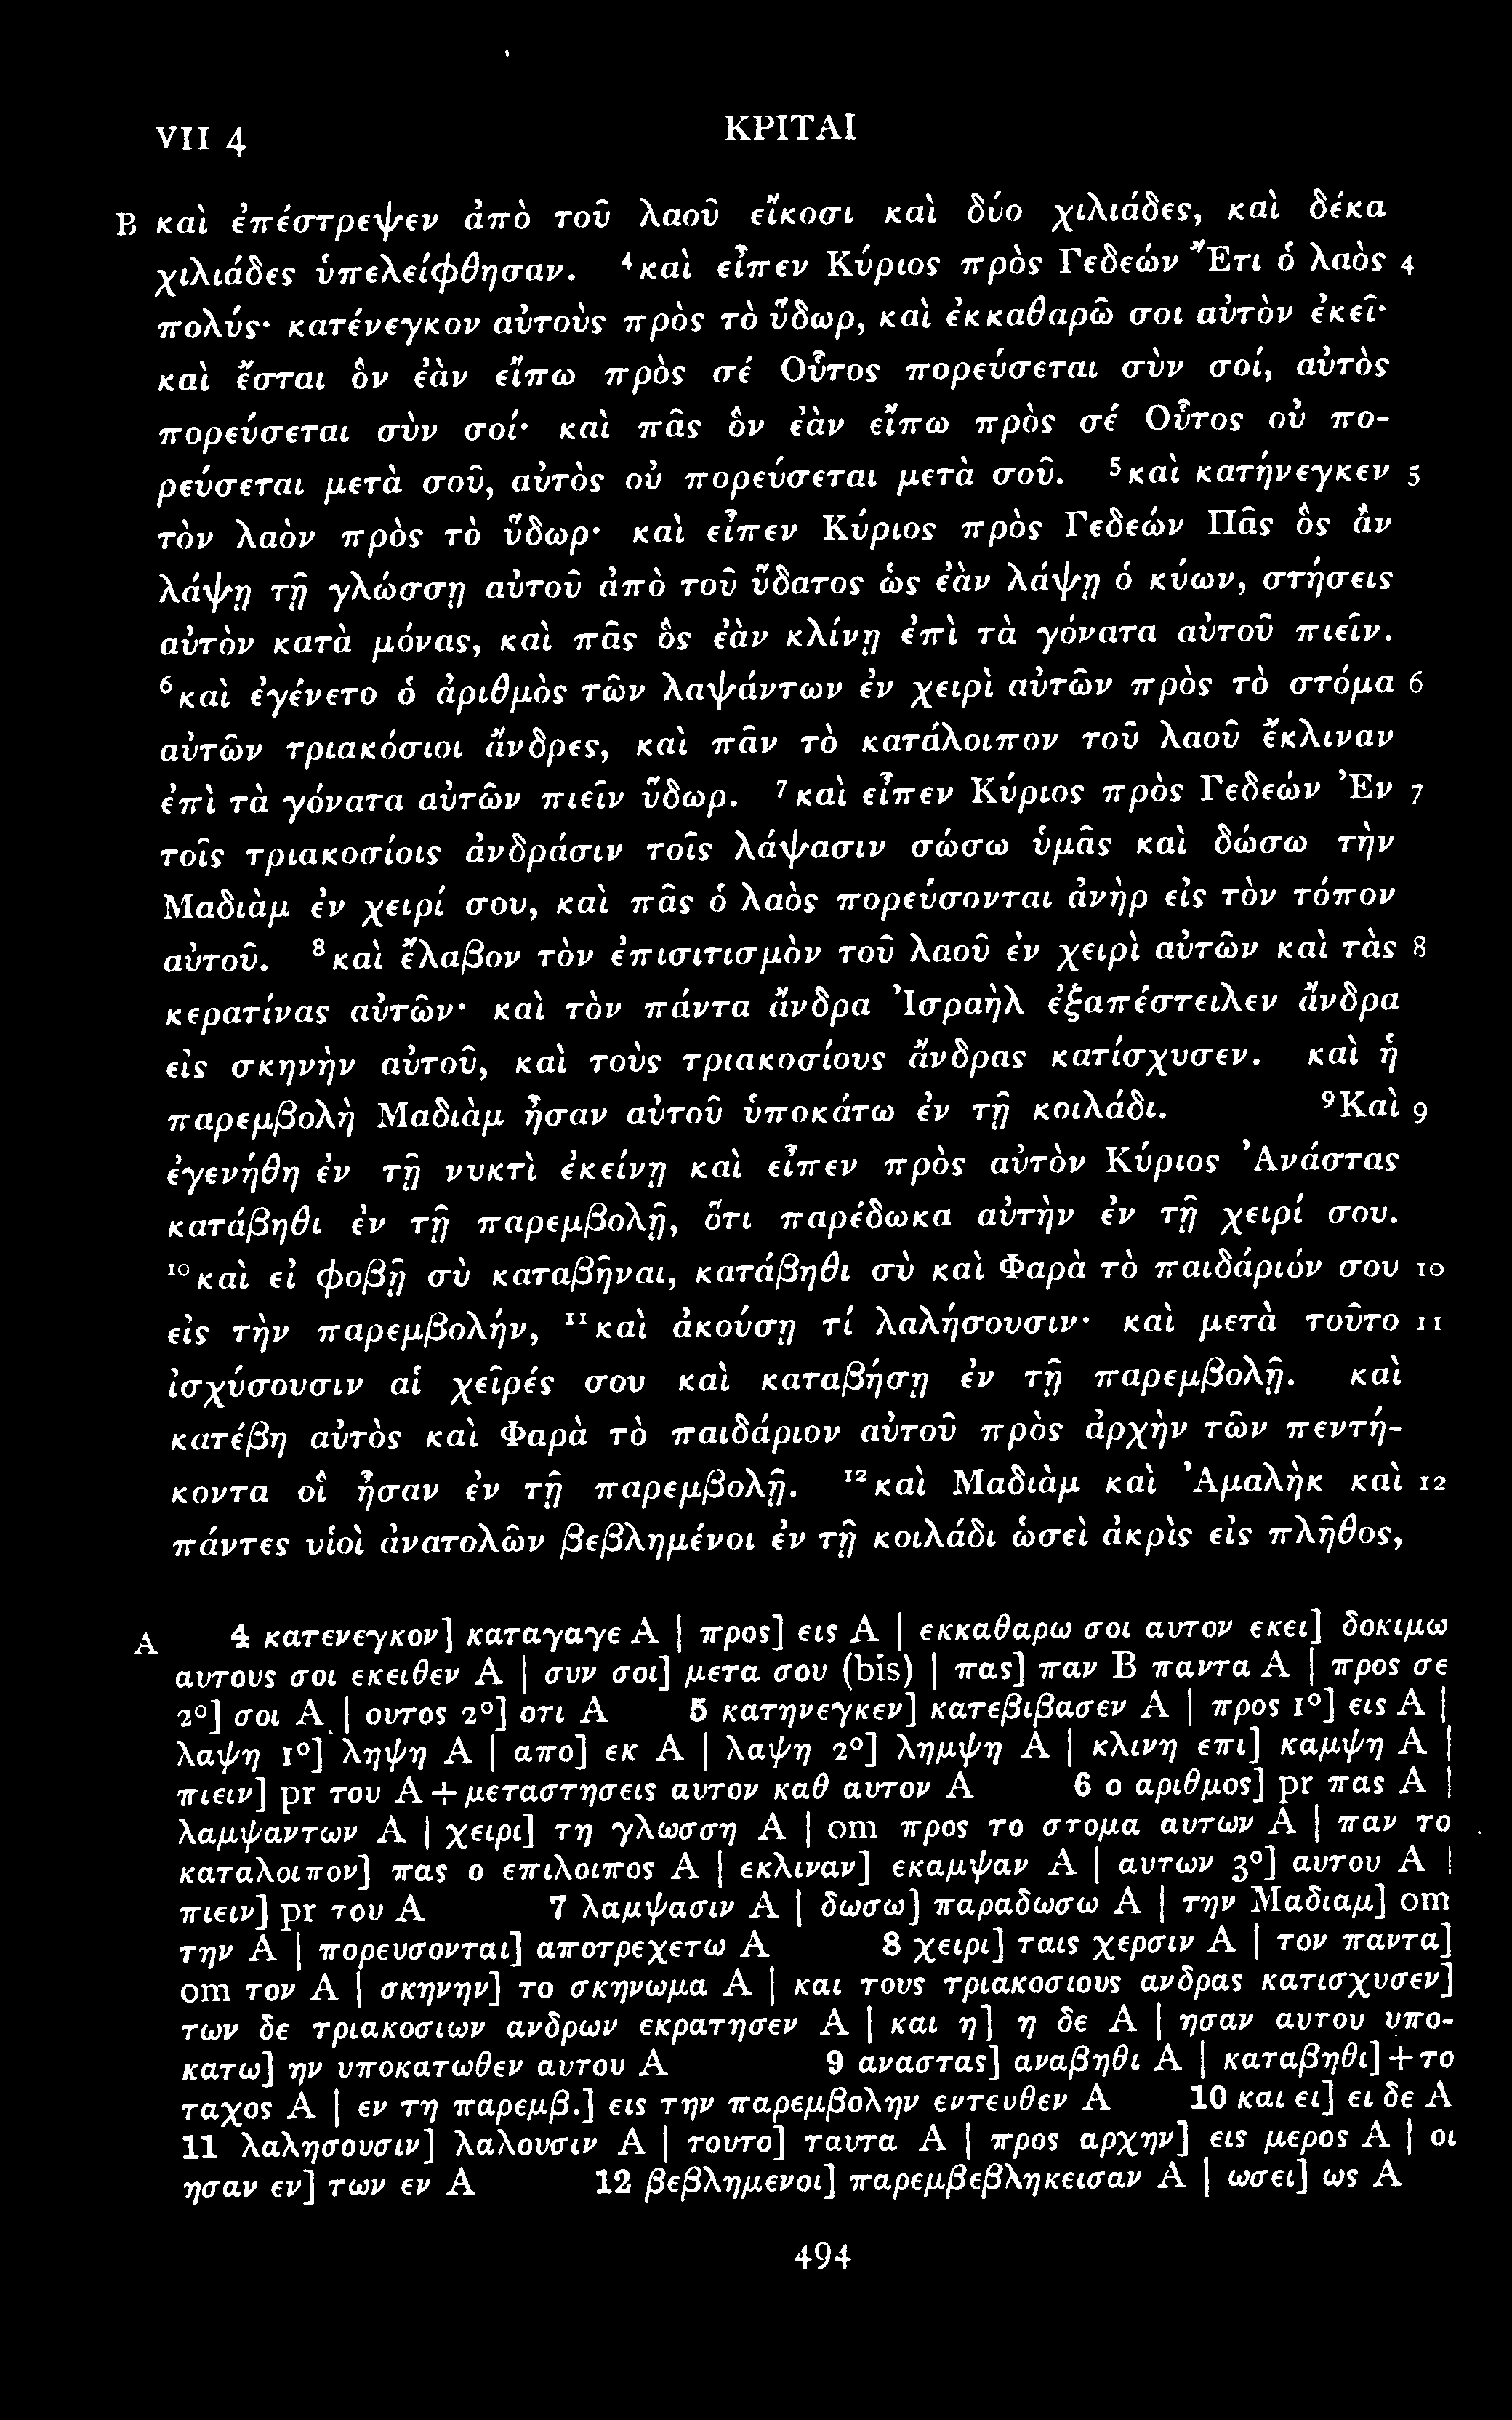 VII 4 ΚΡΙΤΑΙ
B καὶ ἐπέστρεψεν ἀπὸ τοῦ λαοῦ εἴκοσι καὶ δύο χιλιάδες, καὶ δέκα
χιλιάδες ὑπελείφθησαν. ⁴καὶ εἶπεν Κύριος πρὸς Γεδεών Ἔτι ὁ λαὸς 4
πολύς· κατένεγκον αὐτοὺς πρὸς τὸ ὕδωρ, καὶ ἐκκαθαρῶ σοι αὐτὸν ἐκεῖ·
καὶ ἔσται ὃν ἐὰν εἴπω πρὸς σέ Οὗτος πορεύσεται σὺν σοί, αὐτὸς
πορεύσεται σὺν σοί· καὶ πᾶς ὃν ἐὰν εἴπω πρὸς σέ Οὗτος οὐ πο-
ρεύσεται μετὰ σοῦ, αὐτὸς οὐ πορεύσεται μετὰ σοῦ. ⁵καὶ κατήνεγκεν 5
τὸν λαὸν πρὸς τὸ ὕδωρ· καὶ εἶπεν Κύριος πρὸς Γεδεών Πᾶς ὃς ἂν
λάψῃ τῇ γλώσσῃ αὐτοῦ ἀπὸ τοῦ ὕδατος ὡς ἐὰν λάψῃ ὁ κύων, στήσεις
αὐτὸν κατὰ μόνας, καὶ πᾶς ὃς ἐὰν κλίνῃ ἐπὶ τὰ γόνατα αὐτοῦ πιεῖν.
⁶καὶ ἐγένετο ὁ ἀριθμὸς τῶν λαψάντων ἐν χειρὶ αὐτῶν πρὸς τὸ στόμα 6
αὐτῶν τριακόσιοι ἄνδρες, καὶ πᾶν τὸ κατάλοιπον τοῦ λαοῦ ἔκλιναν
ἐπὶ τὰ γόνατα αὐτῶν πιεῖν ὕδωρ. ⁷καὶ εἶπεν Κύριος πρὸς Γεδεών Ἐν 7
τοῖς τριακοσίοις ἀνδράσιν τοῖς λάψασιν σώσω ὑμᾶς καὶ δώσω τὴν
Μαδιὰμ ἐν χειρί σου, καὶ πᾶς ὁ λαὸς πορεύσονται ἀνὴρ εἰς τὸν τόπον
αὐτοῦ. ⁸καὶ ἔλαβον τὸν ἐπισιτισμὸν τοῦ λαοῦ ἐν χειρὶ αὐτῶν καὶ τὰς 8
κερατίνας αὐτῶν· καὶ τὸν πάντα ἄνδρα Ἰσραὴλ ἐξαπέστειλεν ἄνδρα
εἰς σκηνὴν αὐτοῦ, καὶ τοὺς τριακοσίους ἄνδρας κατίσχυσεν. καὶ ἡ
παρεμβολὴ Μαδιὰμ ἦσαν αὐτοῦ ὑποκάτω ἐν τῇ κοιλάδι. ⁹Καὶ 9
ἐγενήθη ἐν τῇ νυκτὶ ἐκείνῃ καὶ εἶπεν πρὸς αὐτὸν Κύριος Ἀνάστας
κατάβηθι ἐν τῇ παρεμβολῇ, ὅτι παρέδωκα αὐτὴν ἐν τῇ χειρί σου.
¹⁰καὶ εἰ φοβῇ σὺ καταβῆναι, κατάβηθι σὺ καὶ Φαρὰ τὸ παιδάριόν σου 10
εἰς τὴν παρεμβολήν, ¹¹καὶ ἀκούσῃ τί λαλήσουσιν· καὶ μετὰ τοῦτο 11
ἰσχύσουσιν αἱ χεῖρές σου καὶ καταβήσῃ ἐν τῇ παρεμβολῇ. καὶ
κατέβη αὐτὸς καὶ Φαρὰ τὸ παιδάριον αὐτοῦ πρὸς ἀρχὴν τῶν πεντή-
κοντα οἳ ἦσαν ἐν τῇ παρεμβολῇ. ¹²καὶ Μαδιὰμ καὶ Ἀμαλὴκ καὶ 12
πάντες υἱοὶ ἀνατολῶν βεβλημένοι ἐν τῇ κοιλάδι ὡσεὶ ἀκρὶς εἰς πλῆθος,
A 4 κατενεγκον] καταγαγε A | προς] εις A | εκκαθαρω σοι αυτον εκει] δοκιμω
αυτους σοι εκειθεν A | συν σοι] μετα σου (bis) | πας] παν B παντα A | προς σε
2°] σοι A | ουτος 2°] οτι A 5 κατηνεγκεν] κατεβιβασεν A | προς 1°] εις A |
λαψη 1°] ληψη A | απο] εκ A | λαψη 2°] λημψη A | κλινη επι] καμψη A |
πιειν] pr του A + μεταστησεις αυτον καθ αυτον A 6 ο αριθμος] pr πας A |
λαμψαντων A | χειρι] τη γλωσση A | om προς το στομα αυτων A | παν το
καταλοιπον] πας ο επιλοιπος A | εκλιναν] εκαμψαν A | αυτων 3°] αυτου A |
πιειν] pr του A 7 λαμψασιν A | δωσω] παραδωσω A | την Μαδιαμ] om
την A | πορευσονται] αποτρεχετω A 8 χειρι] ταις χερσιν A | τον παντα]
om τον A | σκηνην] το σκηνωμα A | και τους τριακοσιους ανδρας κατισχυσεν]
των δε τριακοσιων ανδρων εκρατησεν A | και η] η δε A | ησαν αυτου υπο-
κατω] ην υποκατωθεν αυτου A 9 αναστας] αναβηθι A | καταβηθι] + το
ταχος A | εν τη παρεμβ.] εις την παρεμβολην εντευθεν A 10 και ει] ει δε A
11 λαλησουσιν] λαλουσιν A | τουτο] ταυτα A | προς αρχην] εις μερος A | οι
ησαν εν] των εν A 12 βεβλημενοι] παρεμβεβληκεισαν A | ωσει] ως A
494